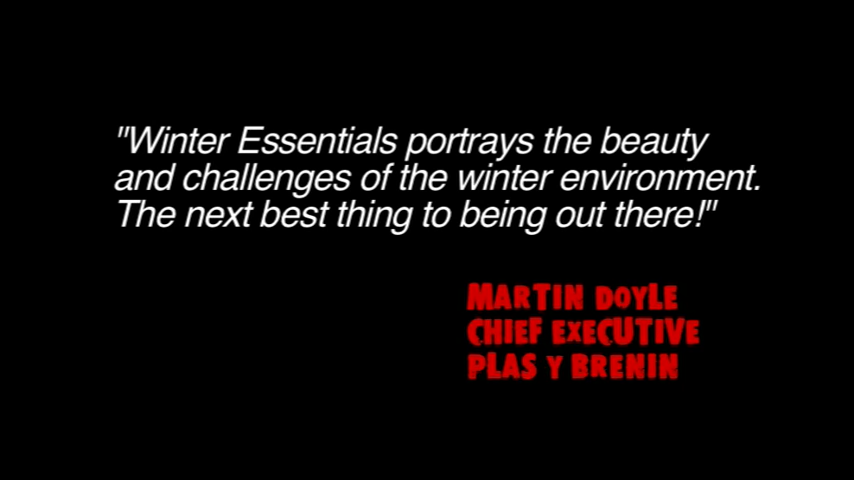 "Winter Essentials portrays the beauty
and challenges of the winter environment.
The next best thing to being out there!"
MARTIN DOYLE
CHIEF EXECUTIVE
PLAS Y BRENIN